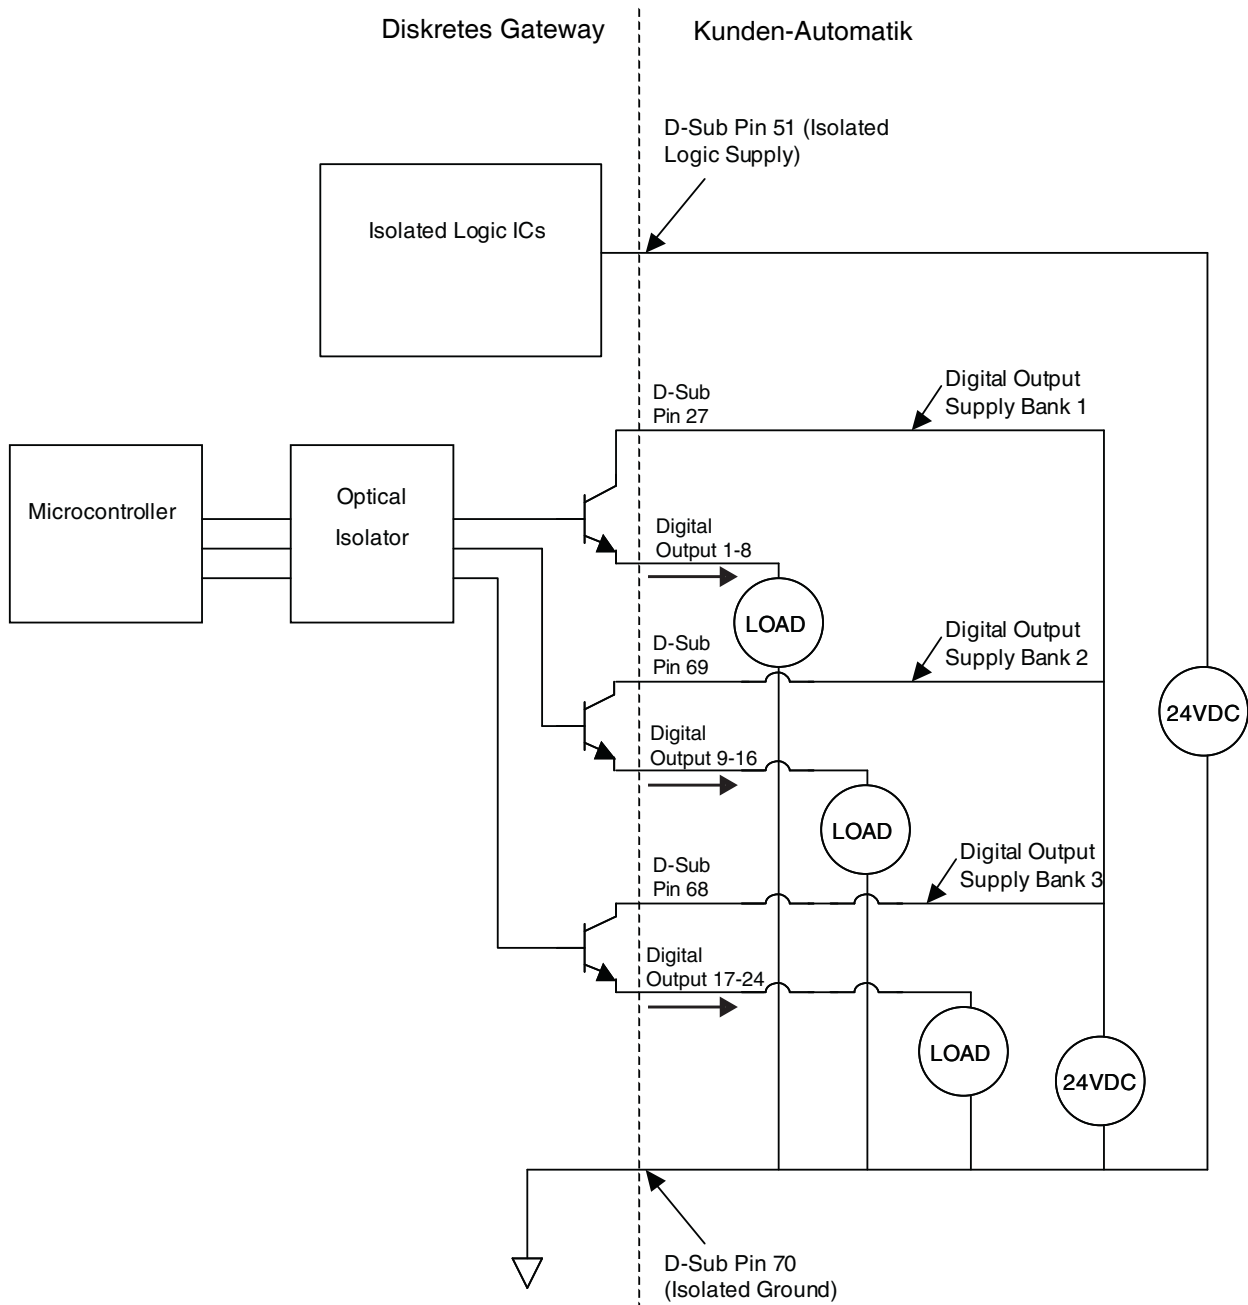 Diskretes Gateway
Kunden-Automatik
D-Sub Pin 51 (Isolated
Logic Supply)
Isolated Logic ICs
D-Sub
Pin 27
Digital Output
Supply Bank 1
Microcontroller
Optical
Isolator
Digital
Output 1-8
LOAD
D-Sub
Pin 69
Digital Output
Supply Bank 2
24VDC
Digital
Output 9-16
LOAD
D-Sub
Pin 68
Digital Output
Supply Bank 3
Digital
Output 17-24
LOAD
24VDC
D-Sub Pin 70
(Isolated Ground)